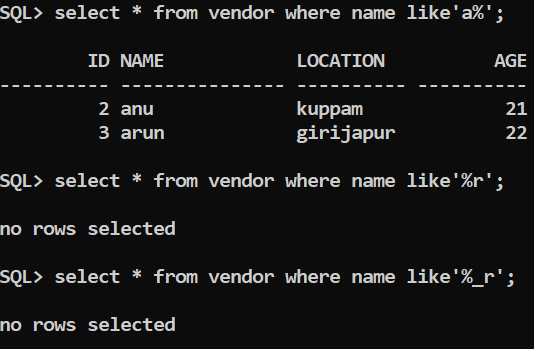 SQL> select * from vendor where name like'a%';
        ID NAME            LOCATION          AGE
---------- --------------- ---------- ----------
         2 anu             kuppam             21
         3 arun            girijapur          22
SQL> select * from vendor where name like'%r';
no rows selected
SQL> select * from vendor where name like'%_r';
no rows selected